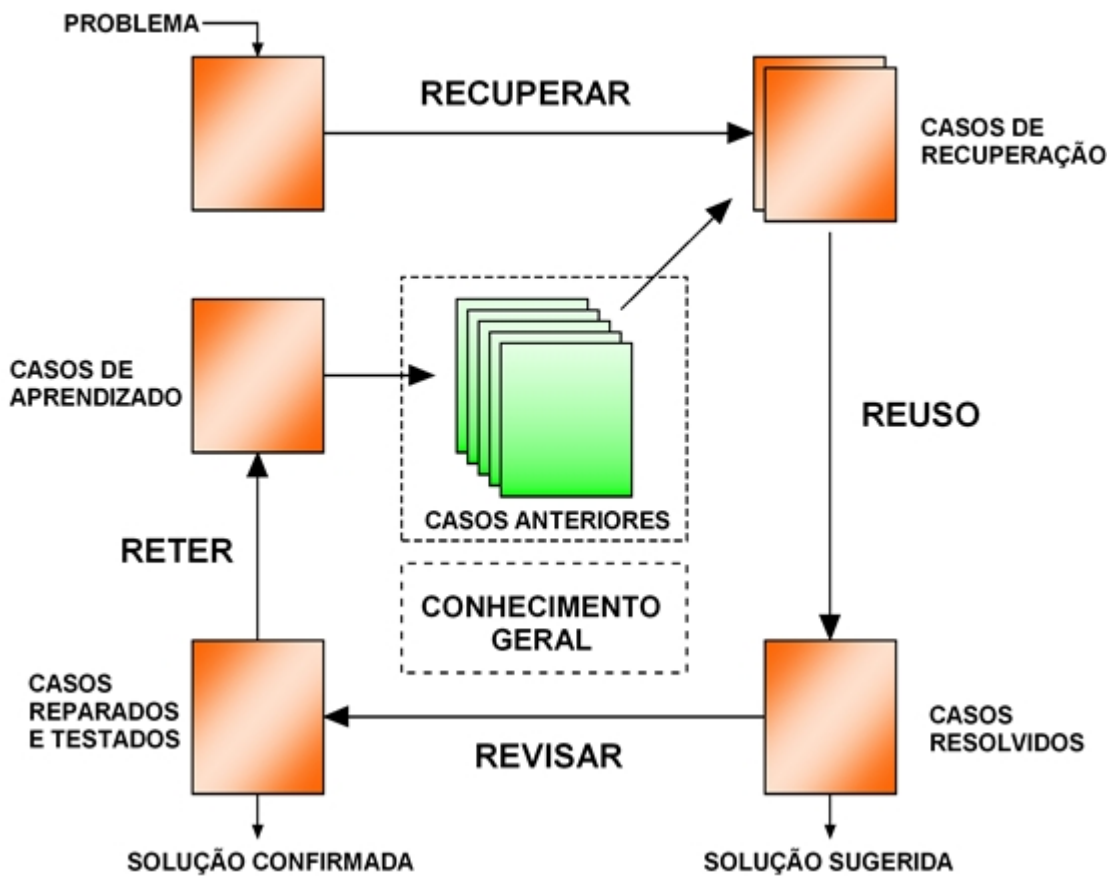 PROBLEMA
RECUPERAR
CASOS DE
RECUPERAÇÃO
CASOS DE
APRENDIZADO
REUSO
CASOS ANTERIORES
RETER
CONHECIMENTO
GERAL
CASOS
REPARADOS
E TESTADOS
REVISAR
CASOS
RESOLVIDOS
SOLUÇÃO CONFIRMADA
SOLUÇÃO SUGERIDA